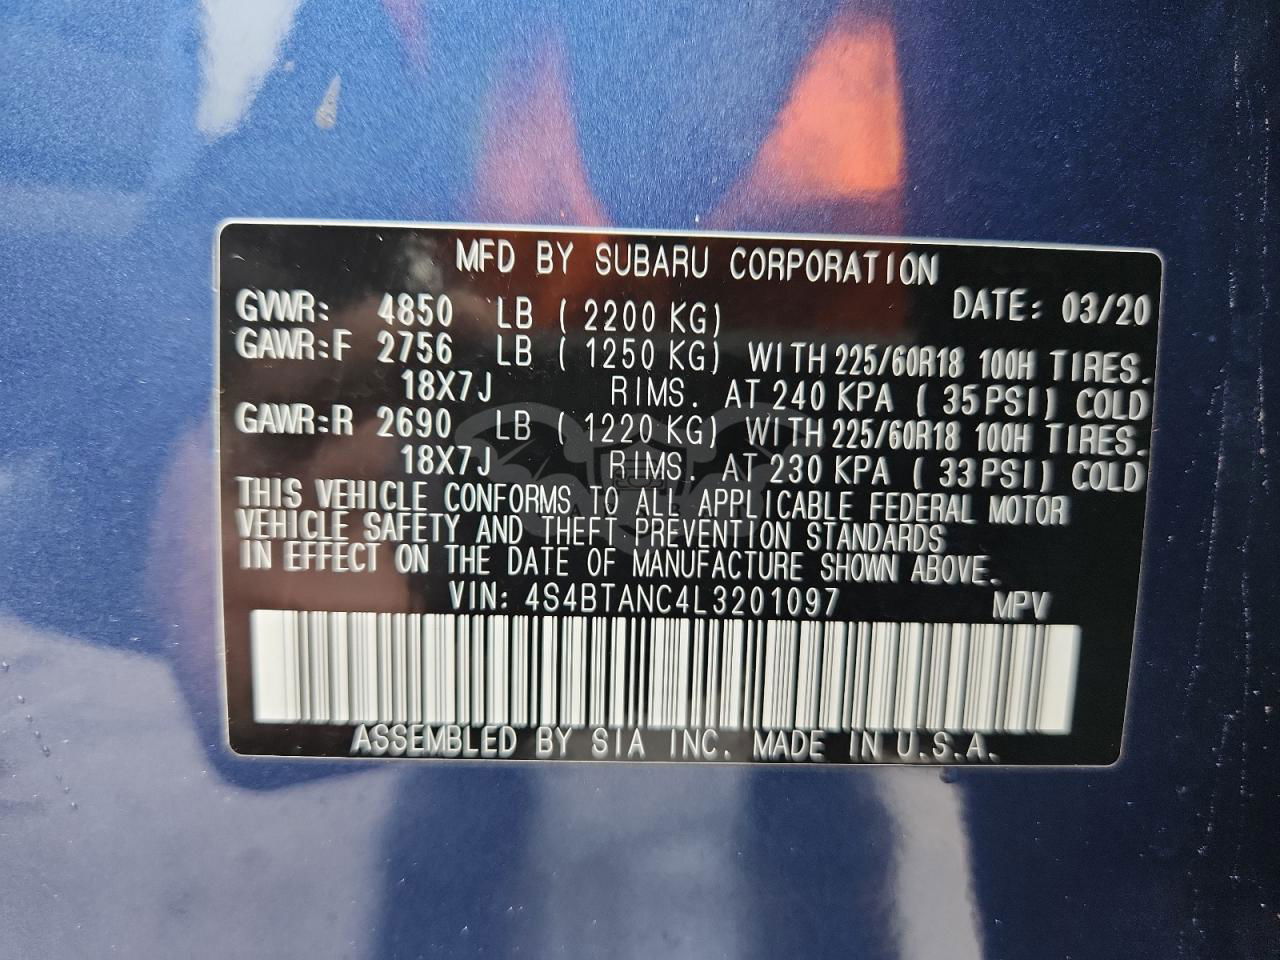 MFD BY SUBARU CORPORATION
GVWR: 4850 LB ( 2200 KG) DATE: 03/20
GAWR:F 2756 LB ( 1250 KG) WITH 225/60R18 100H TIRES.
18X7J RIMS. AT 240 KPA ( 35PSI) COLD
GAWR:R 2690 LB ( 1220 KG) WITH 225/60R18 100H TIRES.
18X7J RIMS. AT 230 KPA ( 33PSI) COLD
THIS VEHICLE CONFORMS TO ALL APPLICABLE FEDERAL MOTOR
VEHICLE SAFETY AND THEFT PREVENTION STANDARDS
IN EFFECT ON THE DATE OF MANUFACTURE SHOWN ABOVE.
VIN: 4S4BTANC4L3201097 MPV
ASSEMBLED BY SIA INC. MADE IN U.S.A.